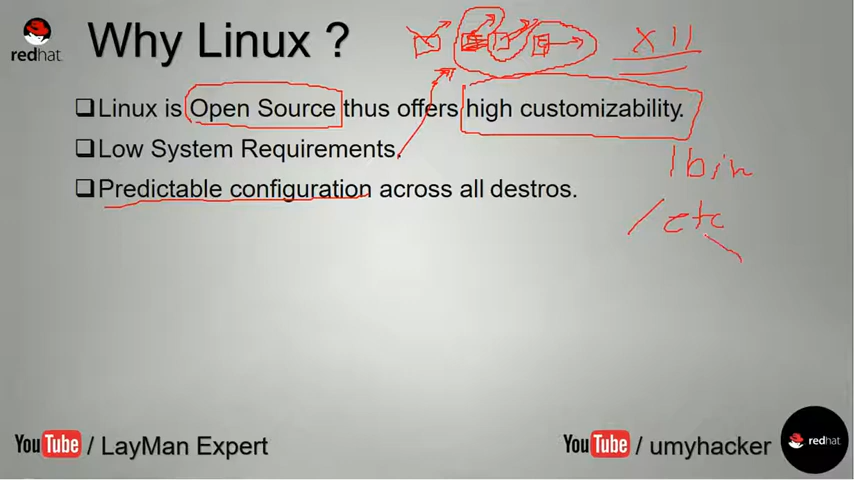 redhat
Why Linux ?
X11
❑Linux is Open Source thus offers high customizability.
❑Low System Requirements.
❑Predictable configuration across all destros.
/bin
/etc
YouTube / LayMan Expert
YouTube / umyhacker
redhat